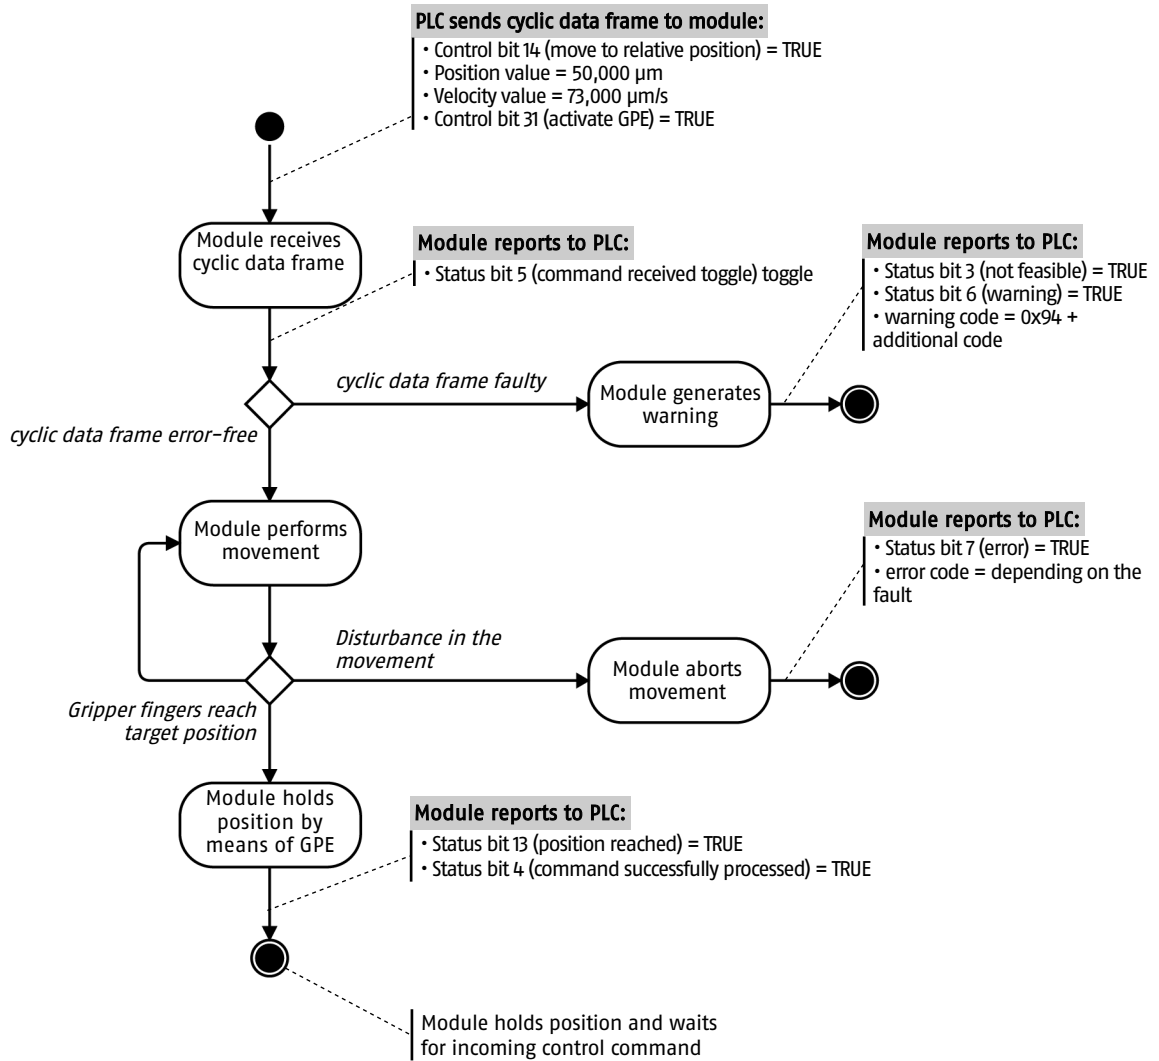 PLC sends cyclic data frame to module:
• Control bit 14 (move to relative position) = TRUE
• Position value = 50,000 µm
• Velocity value = 73,000 µm/s
• Control bit 31 (activate GPE) = TRUE
Module receives
cyclic data frame
Module reports to PLC:
• Status bit 5 (command received toggle) toggle
Module reports to PLC:
• Status bit 3 (not feasible) = TRUE
• Status bit 6 (warning) = TRUE
• warning code = 0x94 +
additional code
cyclic data frame faulty
Module generates
warning
cyclic data frame error-free
Module performs
movement
Module reports to PLC:
• Status bit 7 (error) = TRUE
• error code = depending on the
fault
Disturbance in the
movement
Module aborts
movement
Gripper fingers reach
target position
Module holds
position by
means of GPE
Module reports to PLC:
• Status bit 13 (position reached) = TRUE
• Status bit 4 (command successfully processed) = TRUE
Module holds position and waits
for incoming control command